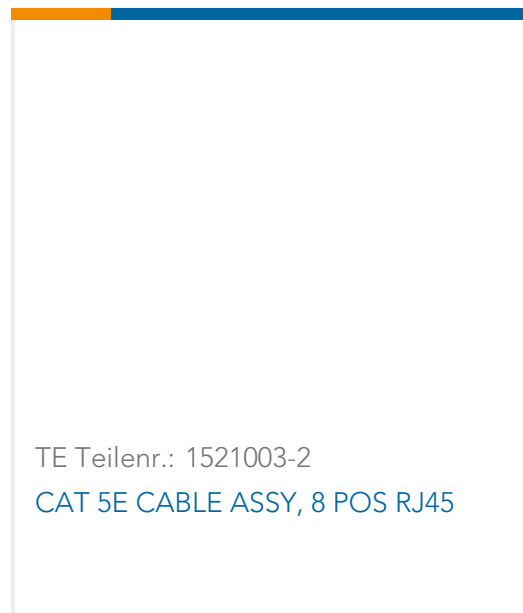 TE Teilenr.: 1521003-2
CAT 5E CABLE ASSY, 8 POS RJ45